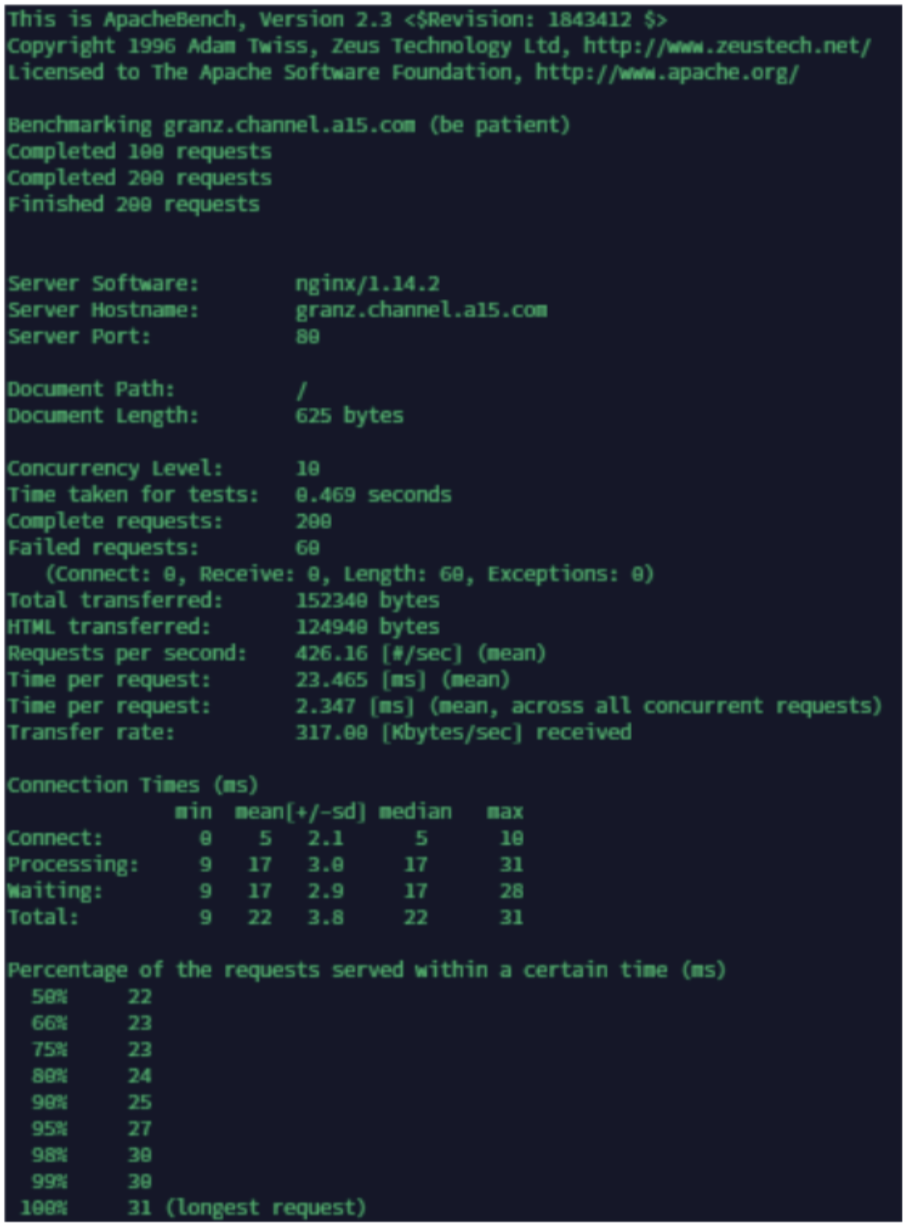 This is ApacheBench, Version 2.3 <$Revision: 1843412 $>
Copyright 1996 Adam Twiss, Zeus Technology Ltd, http://www.zeustech.net/
Licensed to The Apache Software Foundation, http://www.apache.org/

Benchmarking granz.channel.a15.com (be patient)
Completed 100 requests
Completed 200 requests
Finished 200 requests


Server Software:        nginx/1.14.2
Server Hostname:        granz.channel.a15.com
Server Port:            80

Document Path:          /
Document Length:        625 bytes

Concurrency Level:      10
Time taken for tests:   0.469 seconds
Complete requests:      200
Failed requests:        60
   (Connect: 0, Receive: 0, Length: 60, Exceptions: 0)
Total transferred:      152340 bytes
HTML transferred:       124940 bytes
Requests per second:    426.16 [#/sec] (mean)
Time per request:       23.465 [ms] (mean)
Time per request:       2.347 [ms] (mean, across all concurrent requests)
Transfer rate:          317.00 [Kbytes/sec] received

Connection Times (ms)
              min  mean[+/-sd] median   max
Connect:        0    5   2.1      5      10
Processing:     9   17   3.0     17      31
Waiting:        9   17   2.9     17      28
Total:          9   22   3.8     22      31

Percentage of the requests served within a certain time (ms)
  50%     22
  66%     23
  75%     23
  80%     24
  90%     25
  95%     27
  98%     30
  99%     30
 100%     31 (longest request)